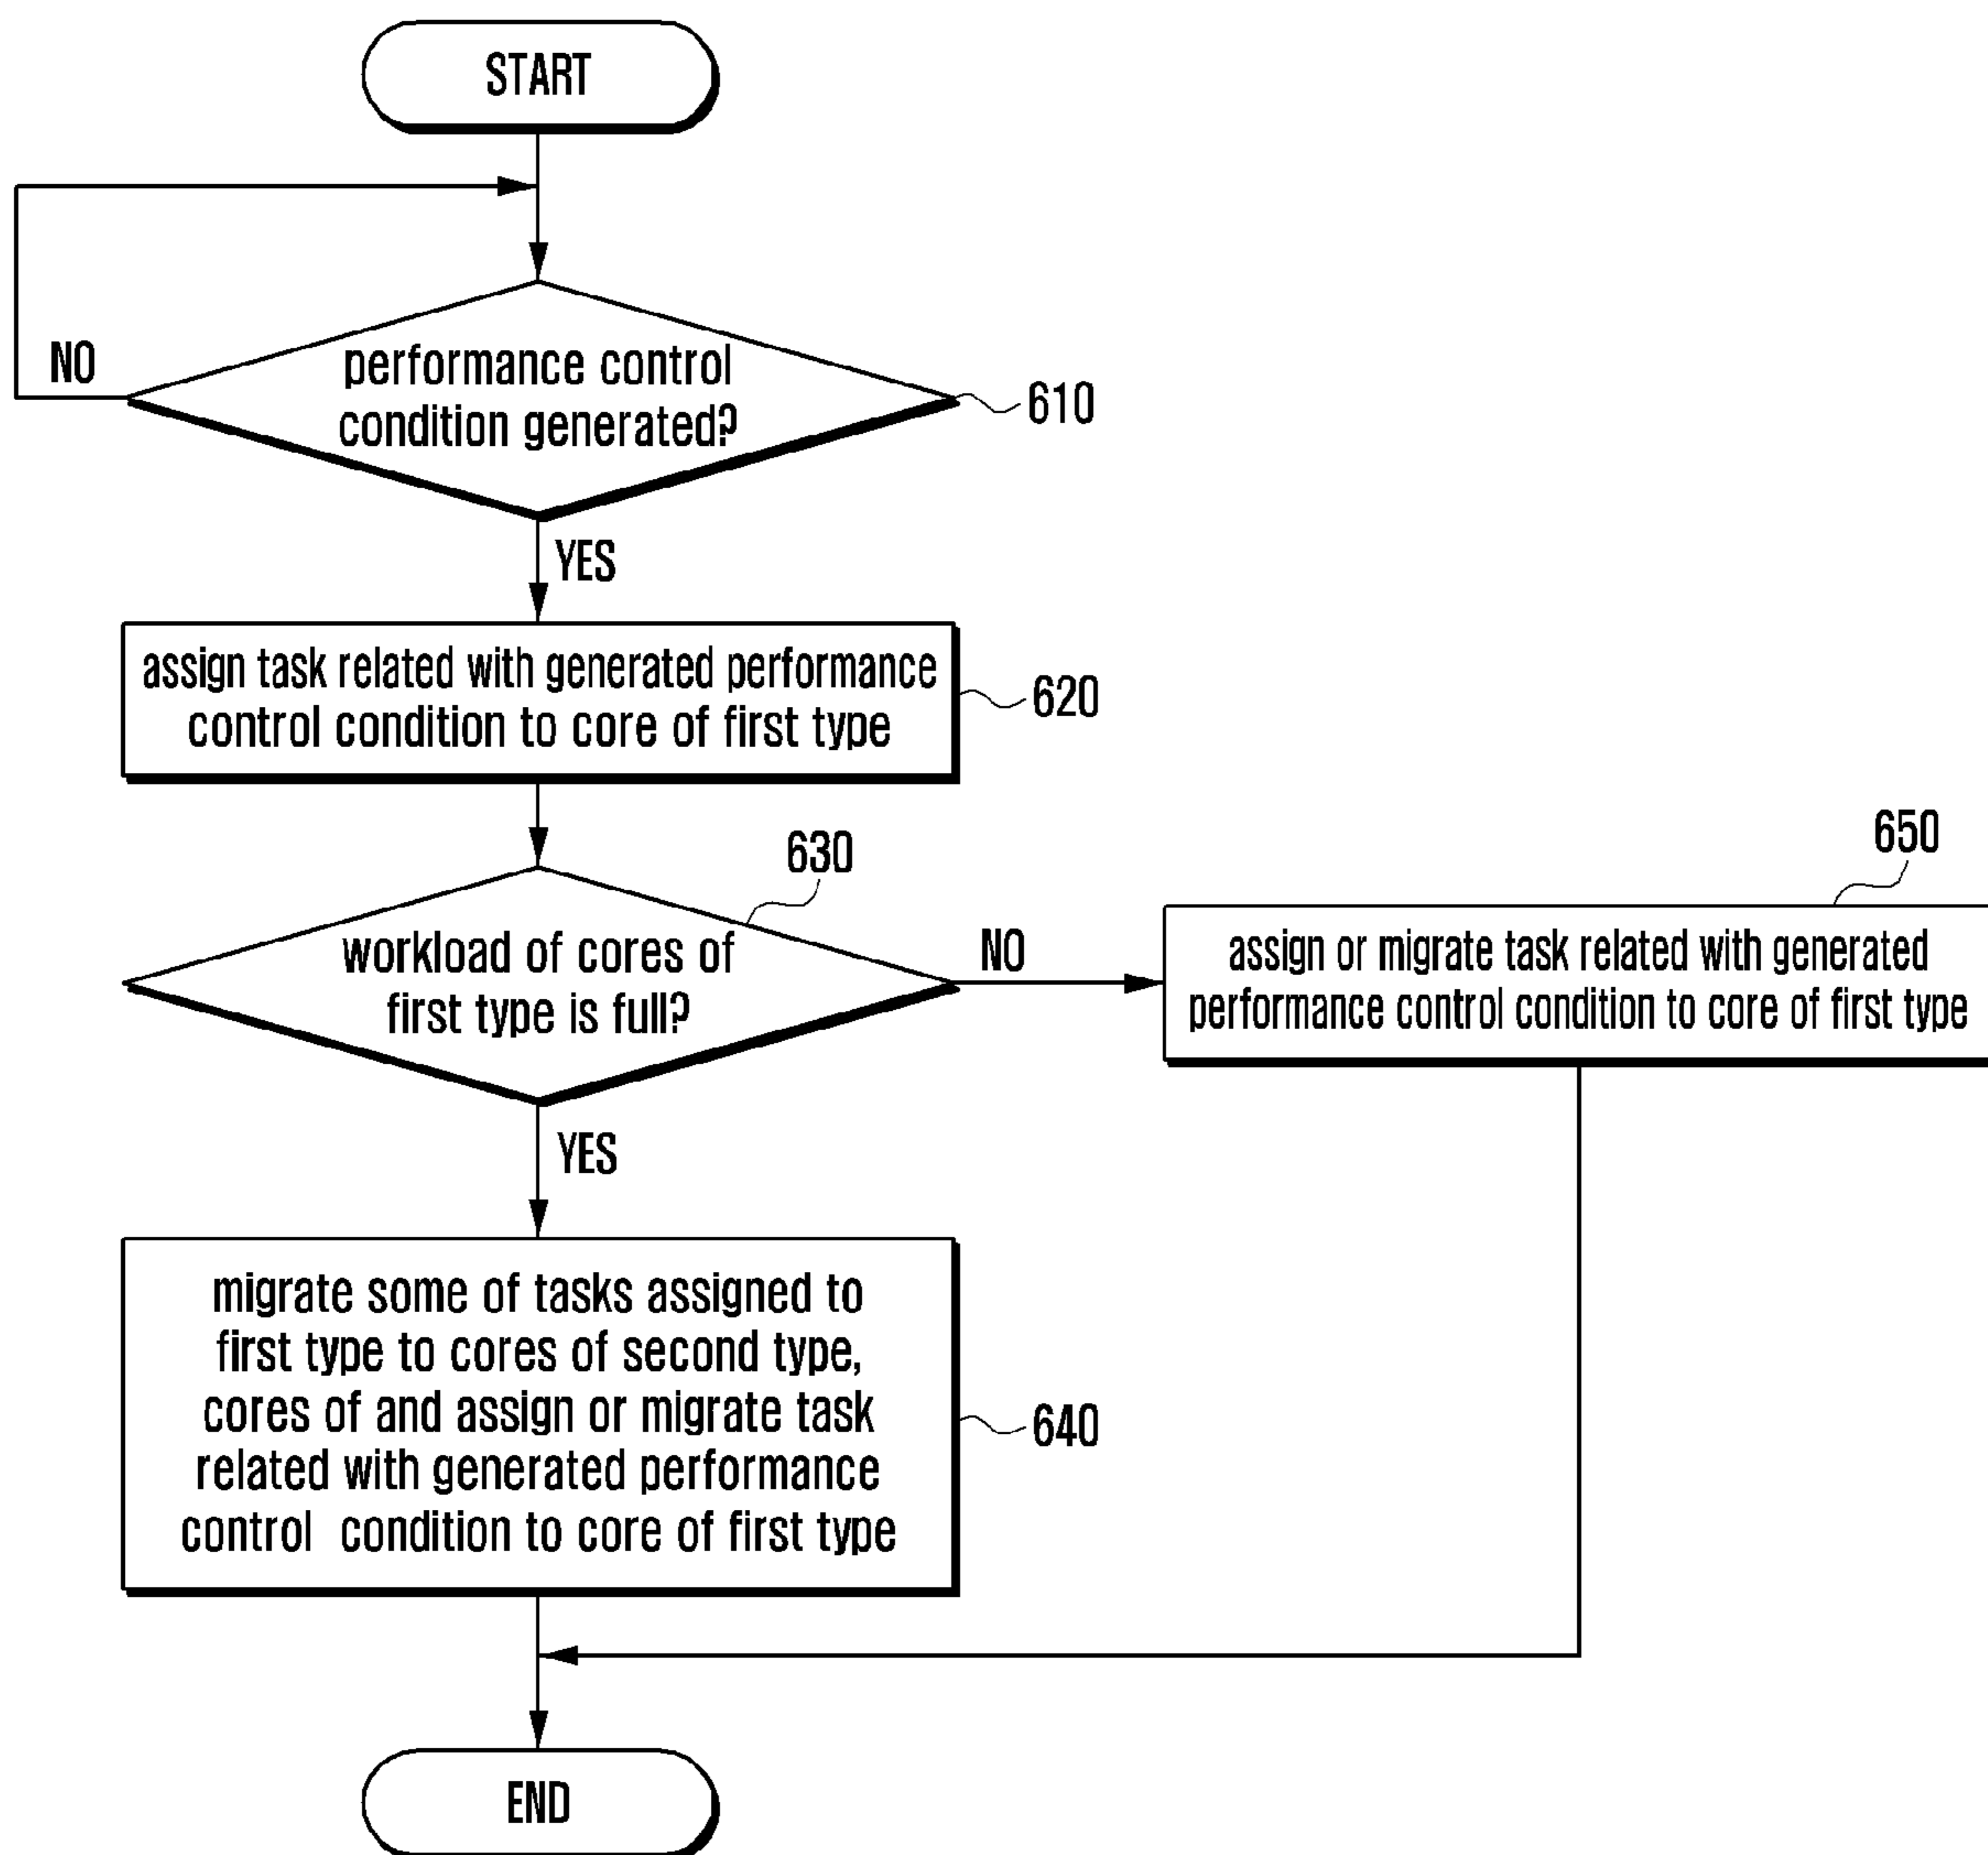 START
NO
performance control
condition generated?
610
YES
assign task related with generated performance
control condition to core of first type
620
630
workload of cores of
first type is full?
NO
650
assign or migrate task related with generated
performance control condition to core of first type
YES
migrate some of tasks assigned to
first type to cores of second type,
cores of and assign or migrate task
related with generated performance
control condition to core of first type
640
END